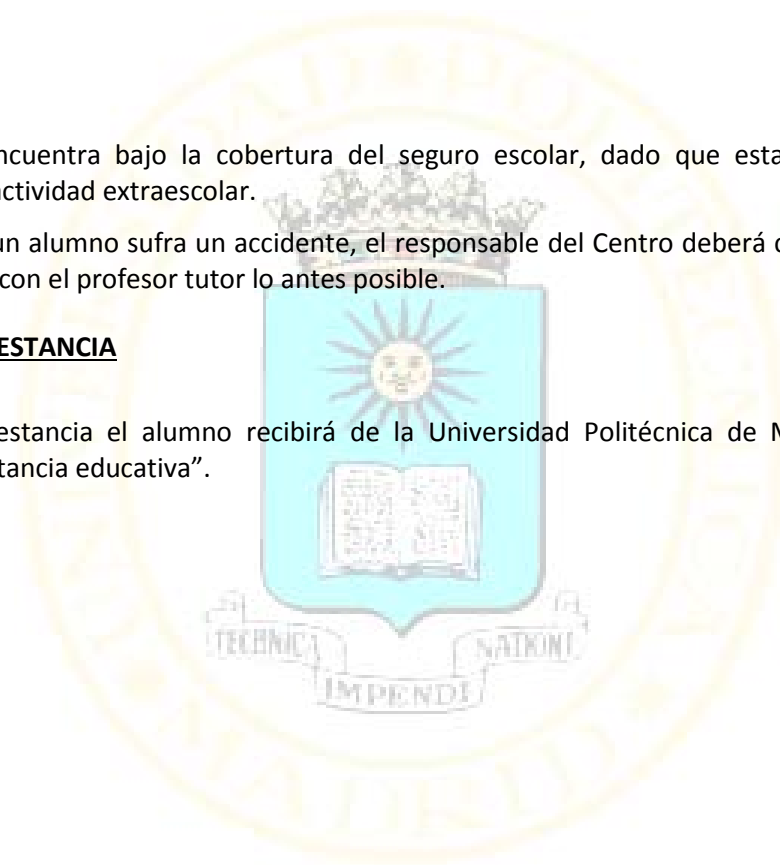 ncuentra bajo la cobertura del seguro escolar, dado que esta
actividad extraescolar.
un alumno sufra un accidente, el responsable del Centro deberá
con el profesor tutor lo antes posible.
ESTANCIA
estancia el alumno recibirá de la Universidad Politécnica de M
tancia educativa”.
TECHNICA
NATIONI
IMPENDI
MADRID